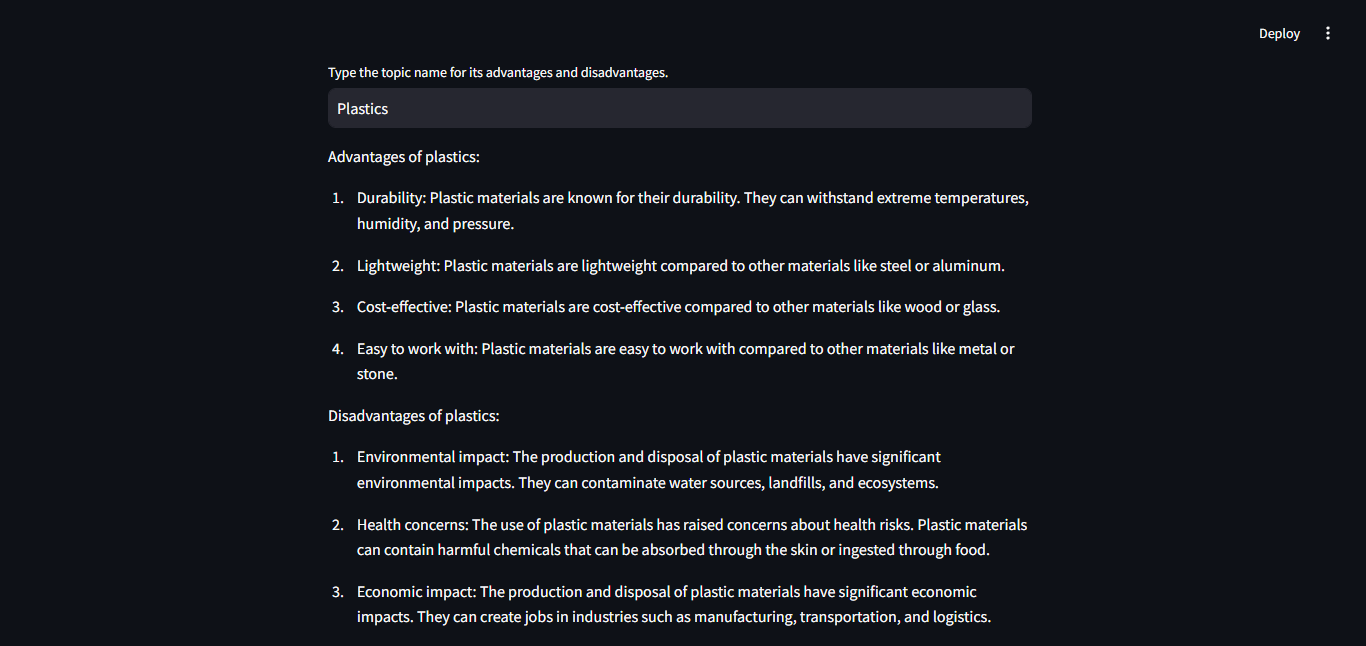 Deploy
Type the topic name for its advantages and disadvantages.
Plastics
Advantages of plastics:
1. Durability: Plastic materials are known for their durability. They can withstand extreme temperatures,
humidity, and pressure.
2. Lightweight: Plastic materials are lightweight compared to other materials like steel or aluminum.
3. Cost-effective: Plastic materials are cost-effective compared to other materials like wood or glass.
4. Easy to work with: Plastic materials are easy to work with compared to other materials like metal or
stone.
Disadvantages of plastics:
1. Environmental impact: The production and disposal of plastic materials have significant
environmental impacts. They can contaminate water sources, landfills, and ecosystems.
2. Health concerns: The use of plastic materials has raised concerns about health risks. Plastic materials
can contain harmful chemicals that can be absorbed through the skin or ingested through food.
3. Economic impact: The production and disposal of plastic materials have significant economic
impacts. They can create jobs in industries such as manufacturing, transportation, and logistics.